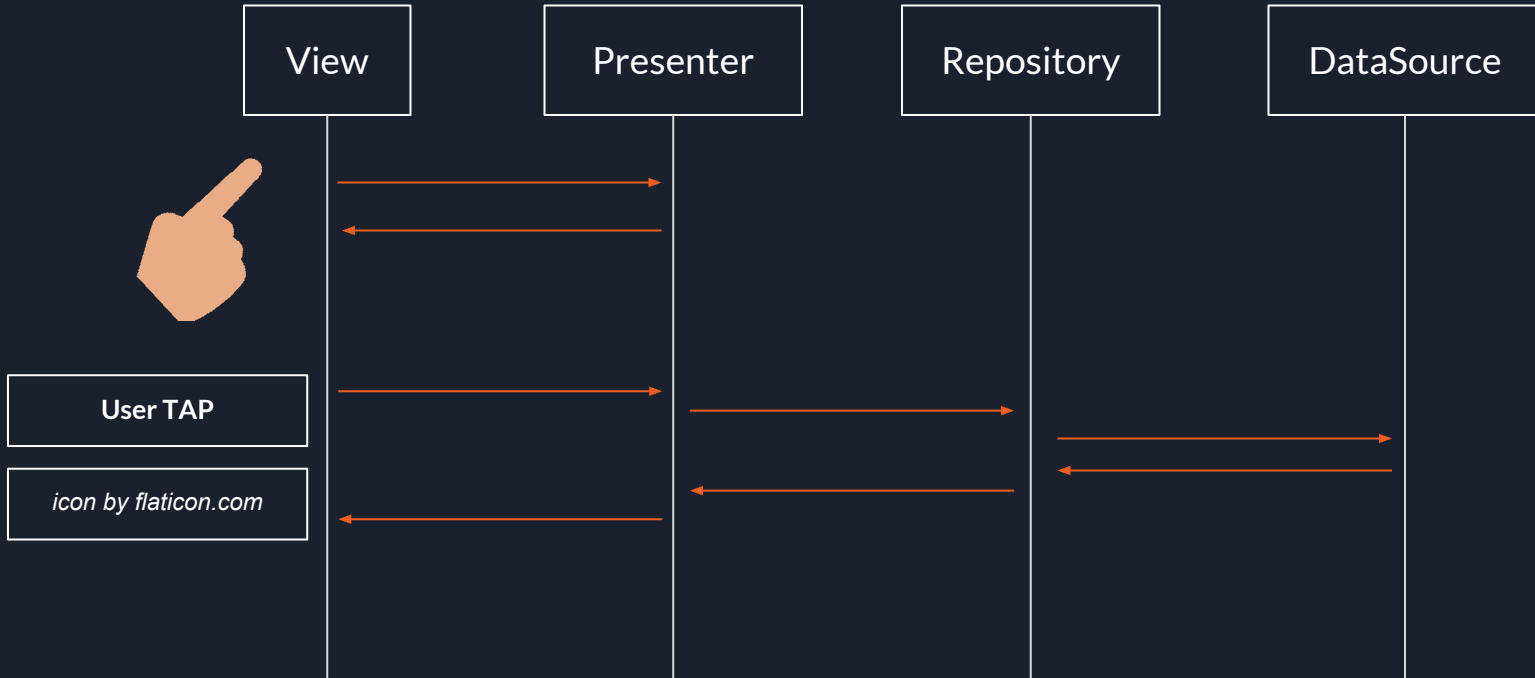 View
Presenter
Repository
DataSource
User TAP
icon by flaticon.com